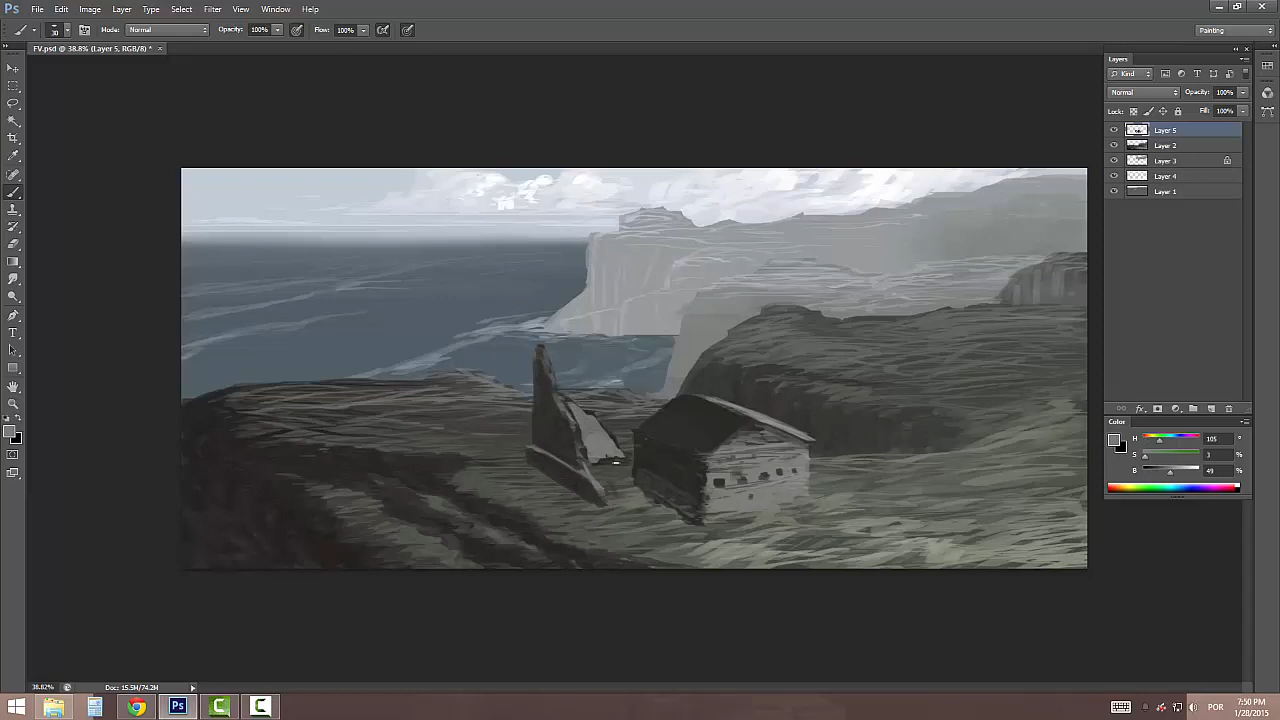 Ps File Edit Image Layer Type Select Filter View Window Help
30 Mode: Normal Opacity: 100% Flow: 100% Painting
FV.psd @ 38.8% (Layer 5, RGB/8) * ×
Layers
Kind
Normal Opacity: 100%
Lock: Fill: 100%
Layer 5
Layer 2
Layer 3
Layer 4
Layer 1
fx
Color
H 105 °
S 3 %
B 49 %
38.82% Doc: 15.5M/74.2M
Ps POR 7:50 PM
1/28/2015